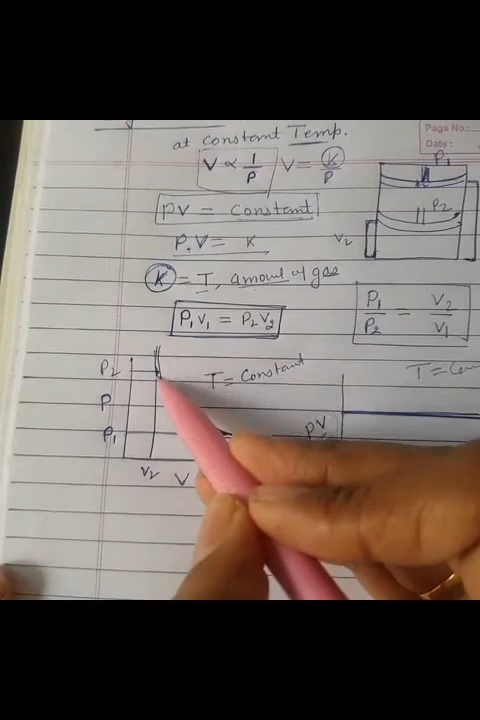 Page No.:
Date :
at constant Temp.
V ∝ 1/P V = K/P
P1
PV = constant
P2
V2
P.V = K
K = T, amount of gas
P1V1 = P2V2
P1/P2 = V2/V1
P2
T = constant
T = Con
P
P1
PV
V2
V